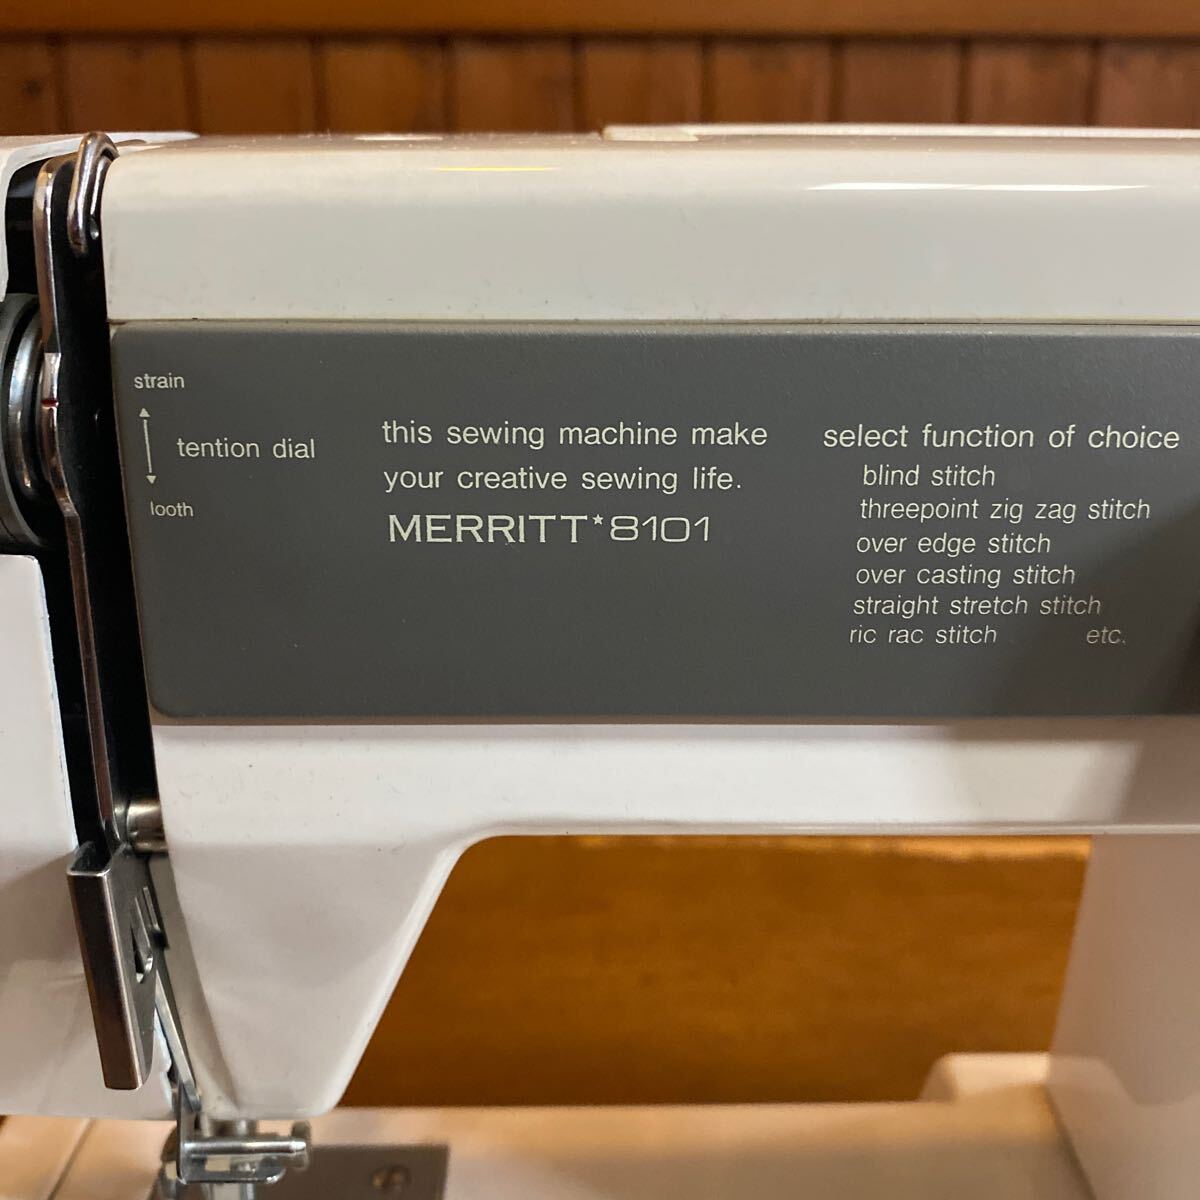 strain
tention dial
looth
this sewing machine make
your creative sewing life.
MERRITT★8101
select function of choice
blind stitch
threepoint zig zag stitch
over edge stitch
over casting stitch
straight stretch stitch
ric rac stitch etc.